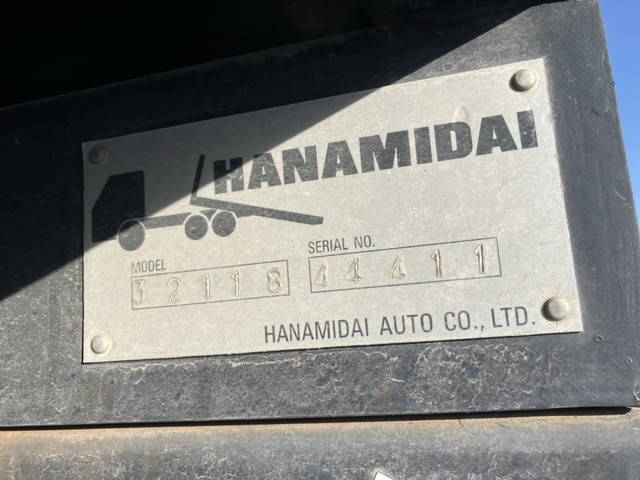 HANAMIDAI
MODEL SERIAL NO.
32118 44411
HANAMIDAI AUTO CO., LTD.